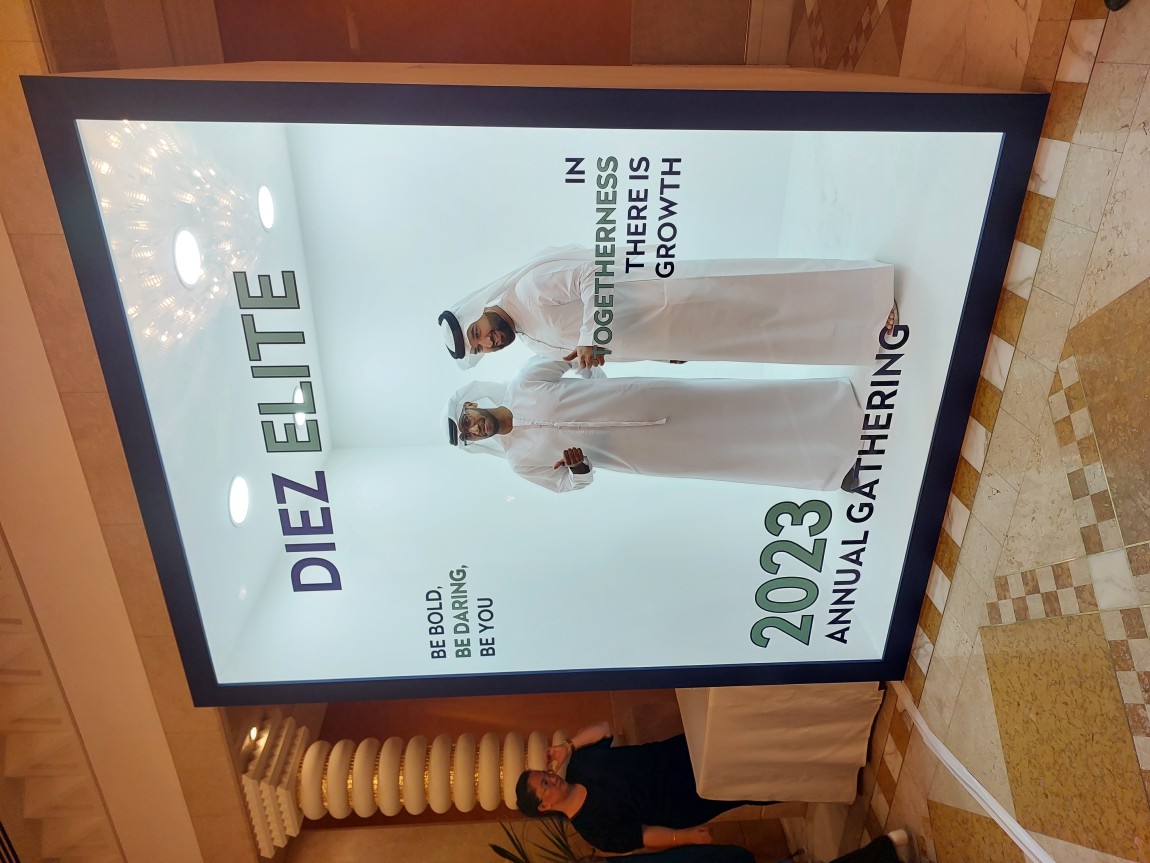 DIEZ ELITE
BE BOLD,
BE DARING,
BE YOU
IN
TOGETHERNESS
THERE IS
GROWTH
2023
ANNUAL GATHERING